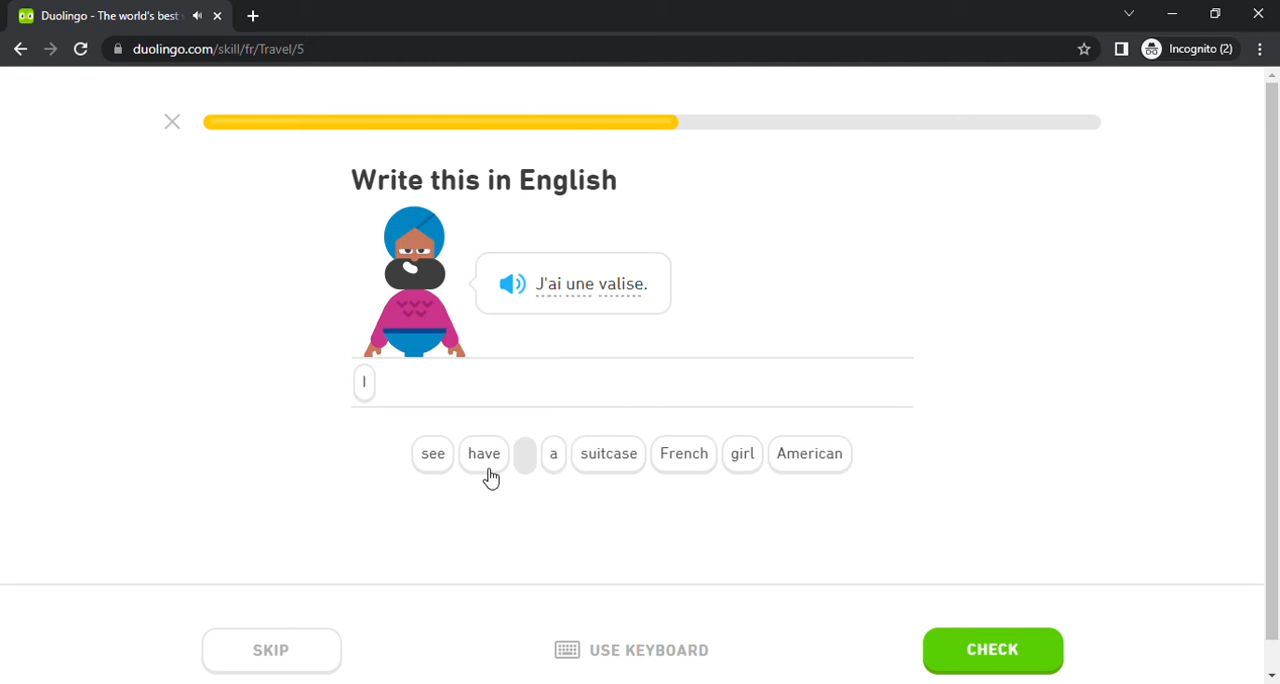 Duolingo - The world's best
duolingo.com/skill/fr/Travel/5
Incognito (2)
Write this in English
J'ai une valise.
I
see have a suitcase French girl American
SKIP
USE KEYBOARD
CHECK